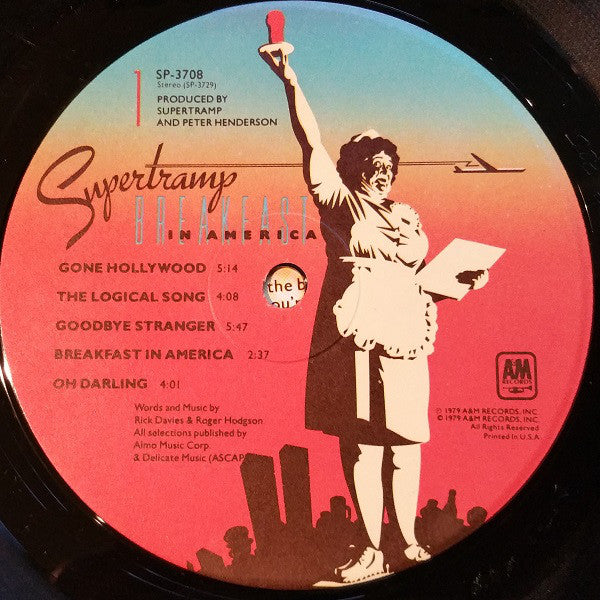 1
SP-3708
Stereo (SP-3729)
PRODUCED BY
SUPERTRAMP
AND PETER HENDERSON
Supertramp
BREAKFAST
IN AMERICA
GONE HOLLYWOOD 5:14
THE LOGICAL SONG 4:08
GOODBYE STRANGER 5:47
BREAKFAST IN AMERICA 2:37
OH DARLING 4:01
the b
you'r
Words and Music by
Rick Davies & Roger Hodgson
All selections published by
Almo Music Corp.
& Delicate Music (ASCAP)
A&M
RECORDS
℗ 1979 A&M RECORDS, INC.
© 1979 A&M RECORDS, INC.
All Rights Reserved
Printed in U.S.A.